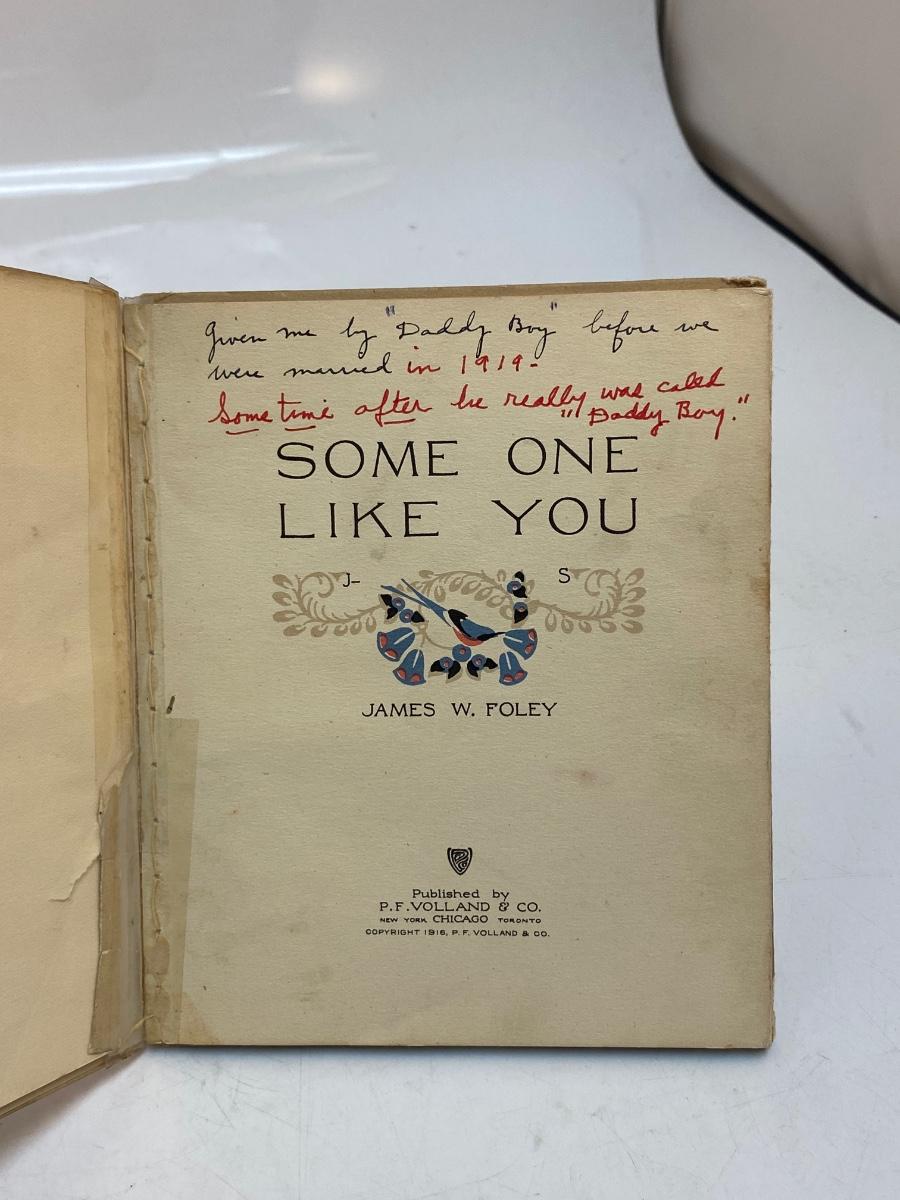 Given me by "Daddy Boy" before we
were married in 1919-
Some time after he really was caled
""Daddy Boy."
SOME ONE
LIKE YOU
J- S
JAMES W. FOLEY
Published by
P.F. VOLLAND & CO.
NEW YORK CHICAGO TORONTO
COPYRIGHT 1916, P. F. VOLLAND & CO.